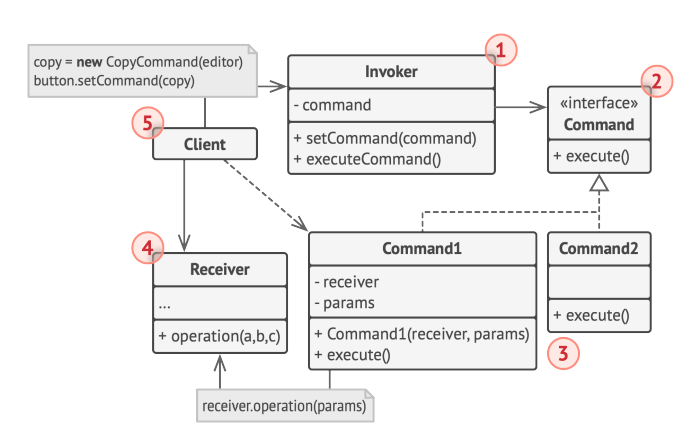 copy = new CopyCommand(editor)
button.setCommand(copy)
1
Invoker
- command
+ setCommand(command)
+ executeCommand()
2
«interface»
Command
+ execute()
5
Client
4
Receiver
...
+ operation(a,b,c)
Command1
- receiver
- params
+ Command1(receiver, params)
+ execute()
Command2
+ execute()
3
receiver.operation(params)